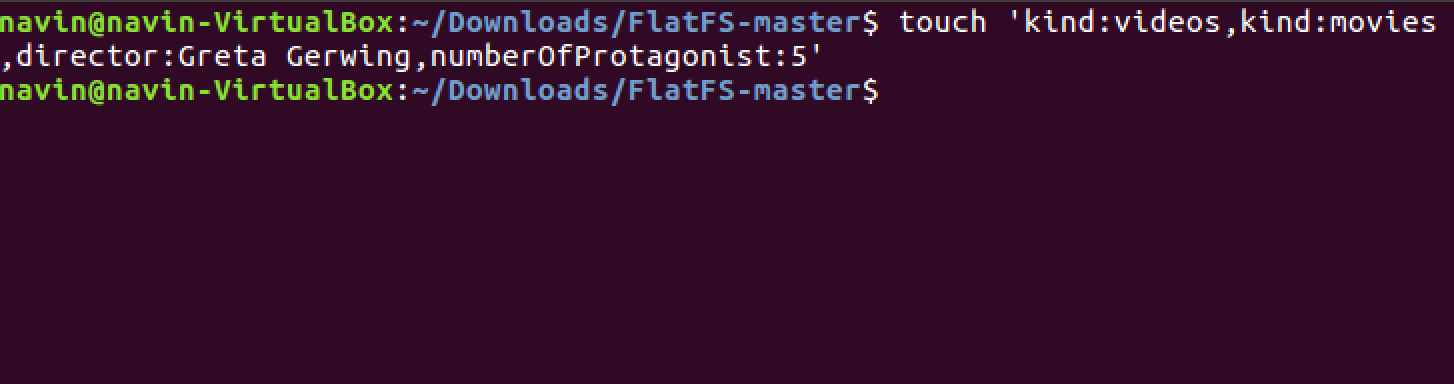 navin@navin-VirtualBox:~/Downloads/FlatFS-master$ touch 'kind:videos,kind:movies
,director:Greta Gerwing,numberOfProtagonist:5'
navin@navin-VirtualBox:~/Downloads/FlatFS-master$